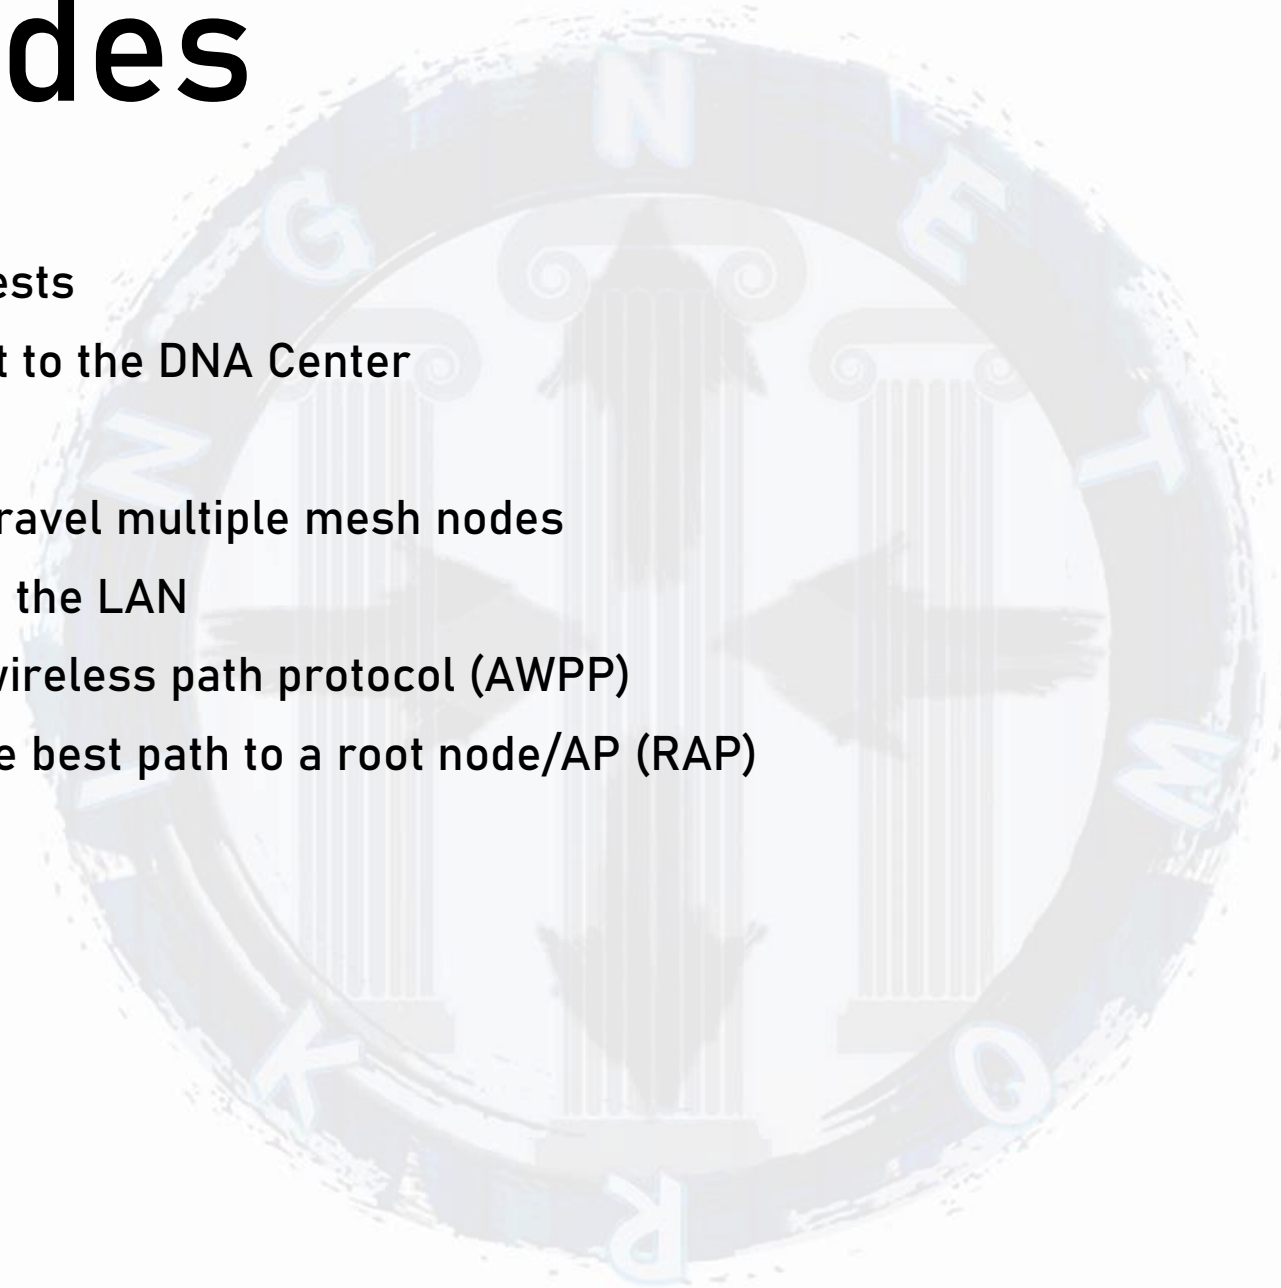 des
ests
t to the DNA Center
ravel multiple mesh nodes
the LAN
wireless path protocol (AWPP)
e best path to a root node/AP (RAP)
NETWORKING